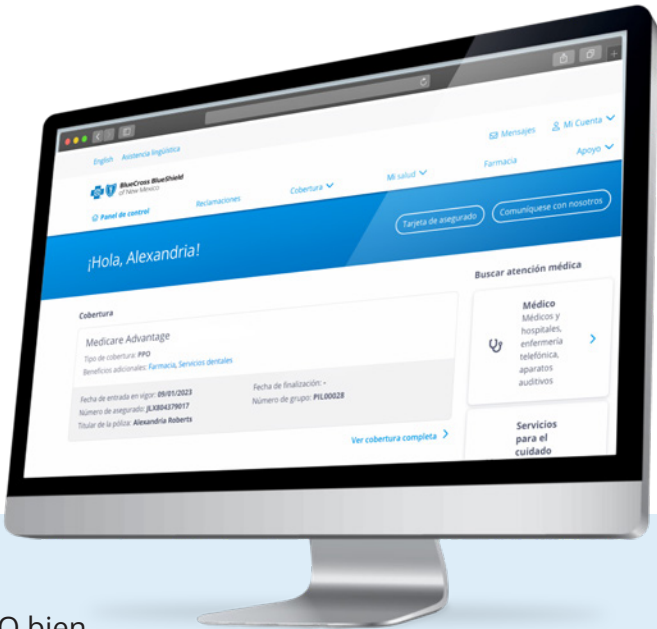 English Asistencia lingüística
BlueCross BlueShield
of New Mexico
Mensajes Mi Cuenta
Panel de control Reclamaciones Cobertura Mi salud Farmacia Apoyo
¡Hola, Alexandria!
Tarjeta de asegurado Comuníquese con nosotros
Cobertura
Medicare Advantage
Tipo de cobertura: PPO
Beneficios adicionales: Farmacia, Servicios dentales
Fecha de entrada en vigor: 09/01/2023
Fecha de finalización: -
Número de asegurado: JLX804379017
Número de grupo: PIL00028
Titular de la póliza: Alexandria Roberts
Ver cobertura completa
Buscar atención médica
Médico
Médicos y
hospitales,
enfermería
telefónica,
aparatos
auditivos
Servicios
para el
cuidado
O bien